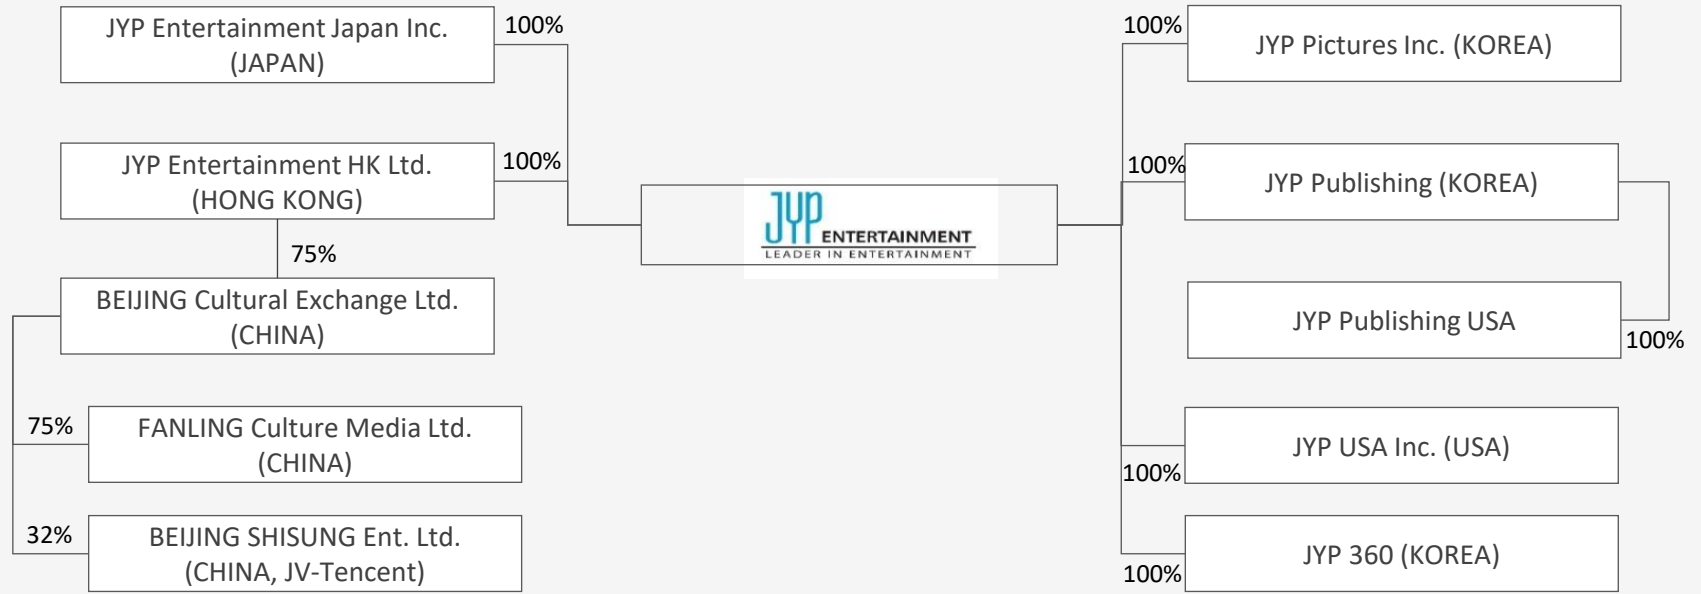 JYP Entertainment Japan Inc.
(JAPAN)
100%
JYP Entertainment HK Ltd.
(HONG KONG)
100%
75%
BEIJING Cultural Exchange Ltd.
(CHINA)
75%
FANLING Culture Media Ltd.
(CHINA)
32%
BEIJING SHISUNG Ent. Ltd.
(CHINA, JV-Tencent)
JYP ENTERTAINMENT
LEADER IN ENTERTAINMENT
100%
JYP Pictures Inc. (KOREA)
100%
JYP Publishing (KOREA)
JYP Publishing USA
100%
JYP USA Inc. (USA)
100%
JYP 360 (KOREA)
100%